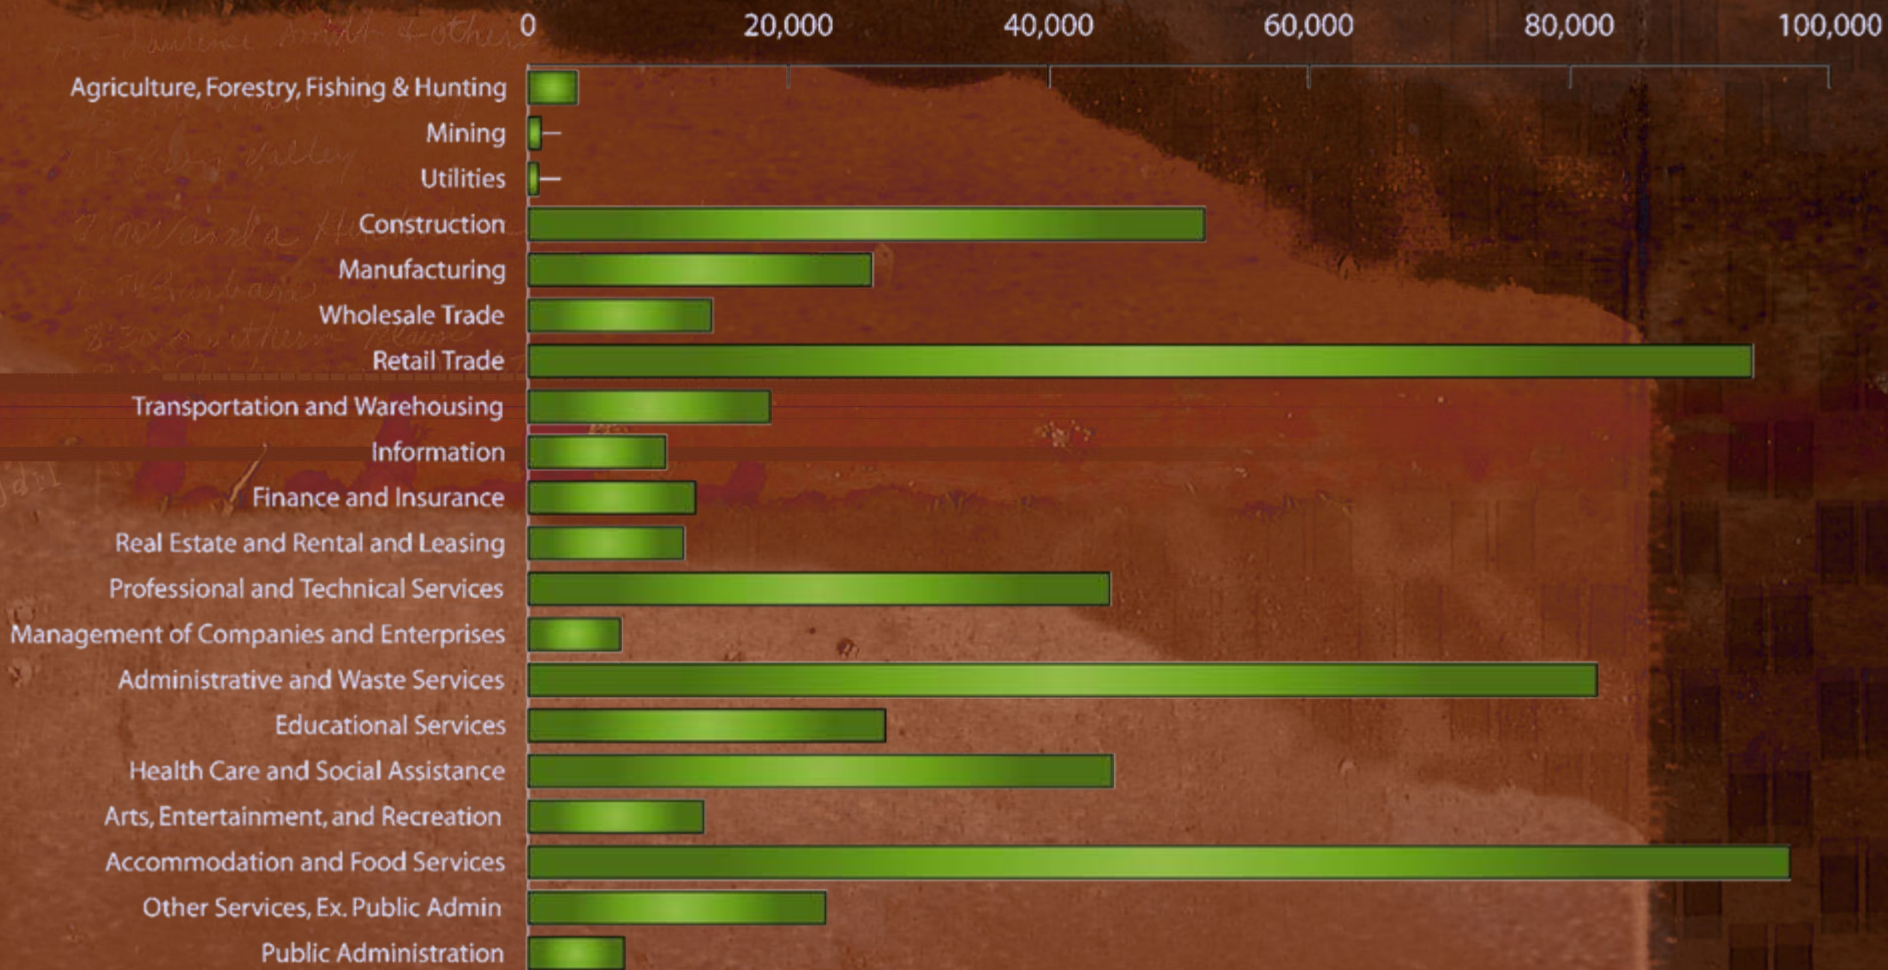 0 20,000 40,000 60,000 80,000 100,000
Agriculture, Forestry, Fishing & Hunting
Mining
Utilities
Construction
Manufacturing
Wholesale Trade
Retail Trade
Transportation and Warehousing
Information
Finance and Insurance
Real Estate and Rental and Leasing
Professional and Technical Services
Management of Companies and Enterprises
Administrative and Waste Services
Educational Services
Health Care and Social Assistance
Arts, Entertainment, and Recreation
Accommodation and Food Services
Other Services, Ex. Public Admin
Public Administration